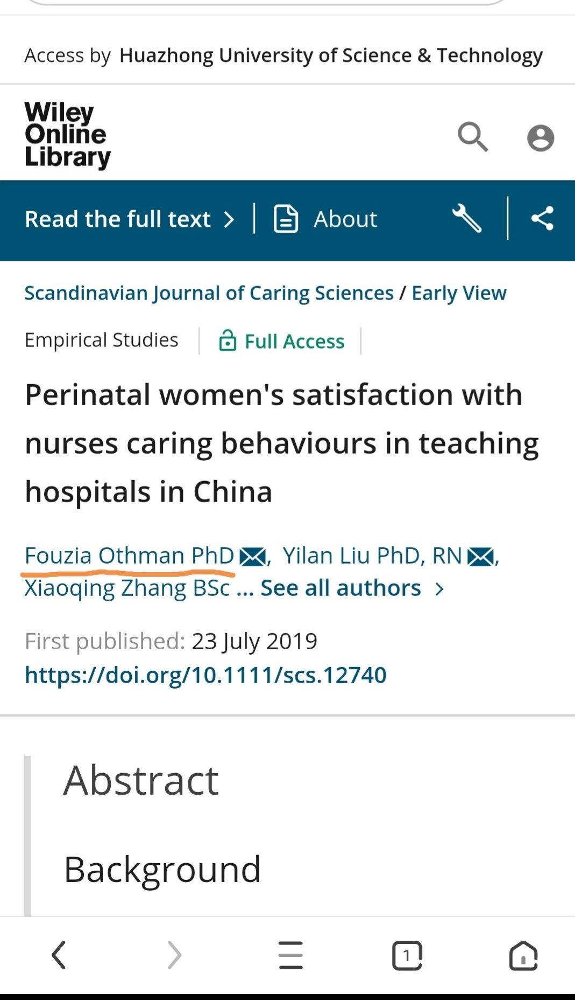 Access by Huazhong University of Science & Technology
Wiley
Online
Library
Read the full text
About
Scandinavian Journal of Caring Sciences / Early View
Empirical Studies
Full Access
Perinatal women's satisfaction with
nurses caring behaviours in teaching
hospitals in China
Fouzia Othman PhD, Yilan Liu PhD, RN,
Xiaoqing Zhang BSc ... See all authors
First published: 23 July 2019
https://doi.org/10.1111/scs.12740
Abstract
Background
1